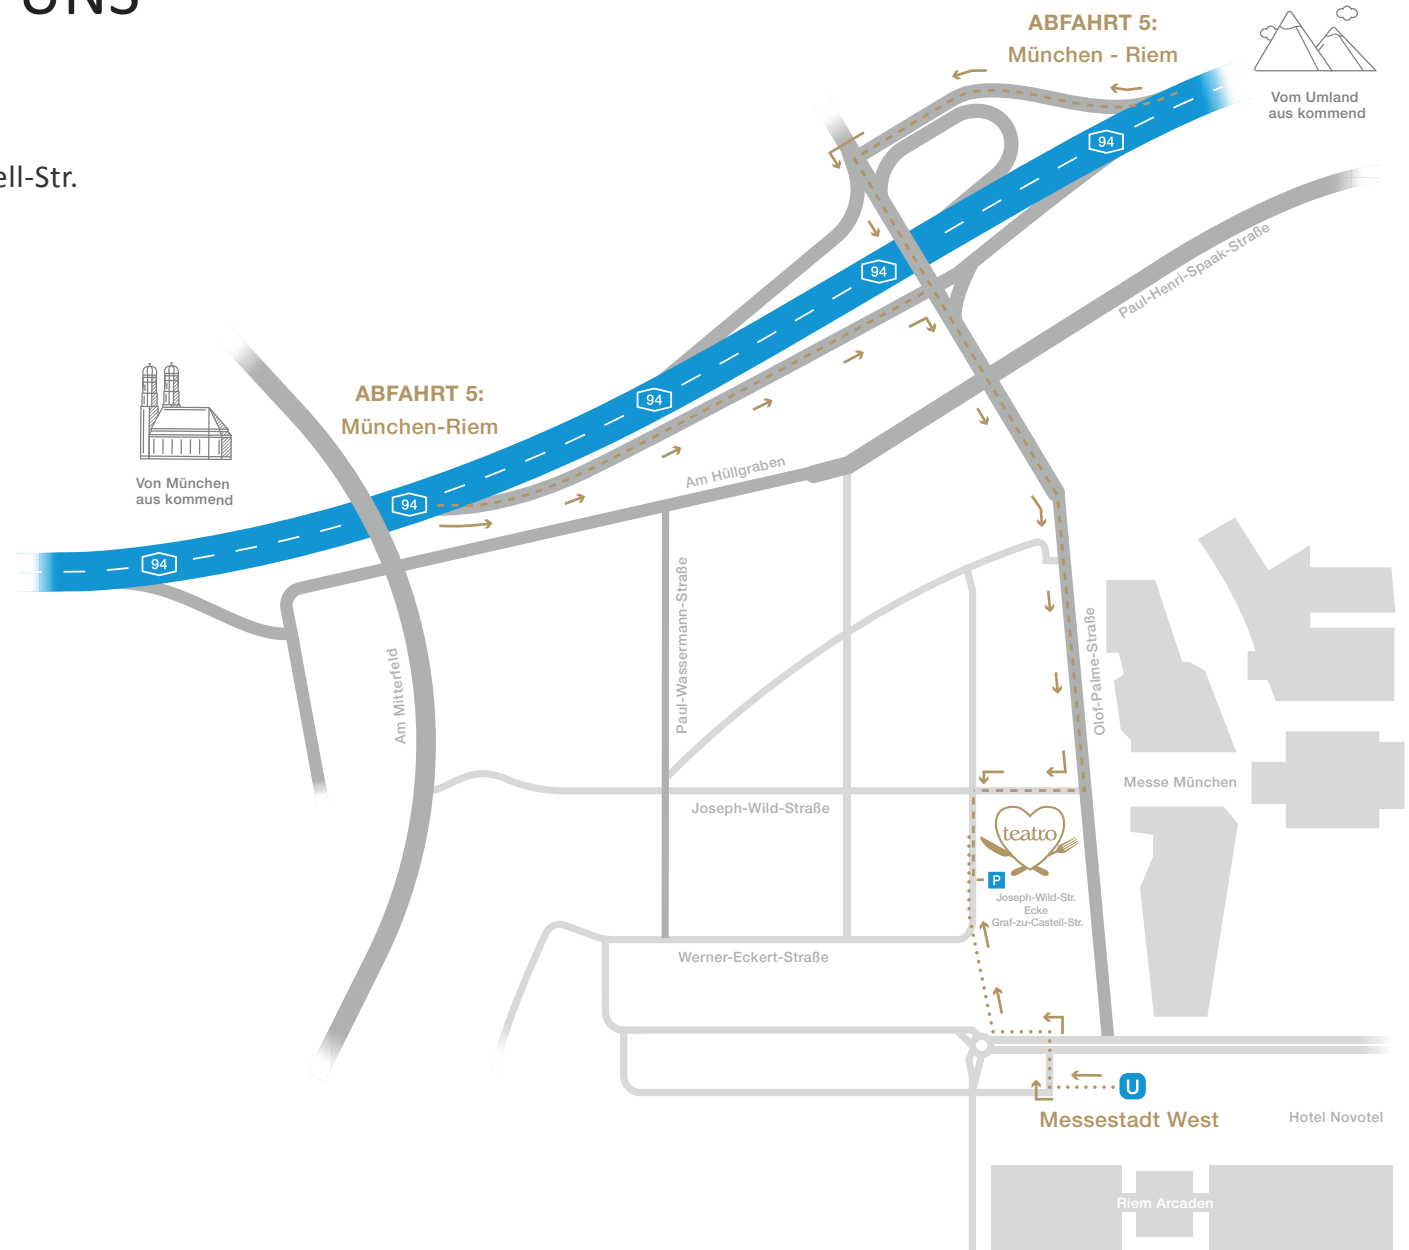 UNS
ell-Str.
ABFAHRT 5:
München - Riem
Vom Umland
aus kommend
94
94
Paul-Henri-Spaak-Straße
94
ABFAHRT 5:
München-Riem
Von München
aus kommend
94
94
Am Hüllgraben
Am Mitterfeld
Paul-Wassermann-Straße
Olof-Palme-Straße
Messe München
Joseph-Wild-Straße
teatro
P
Joseph-Wild-Str.
Ecke
Graf-zu-Castell-Str.
Werner-Eckert-Straße
U
Messestadt West
Hotel Novotel
Riem Arcaden